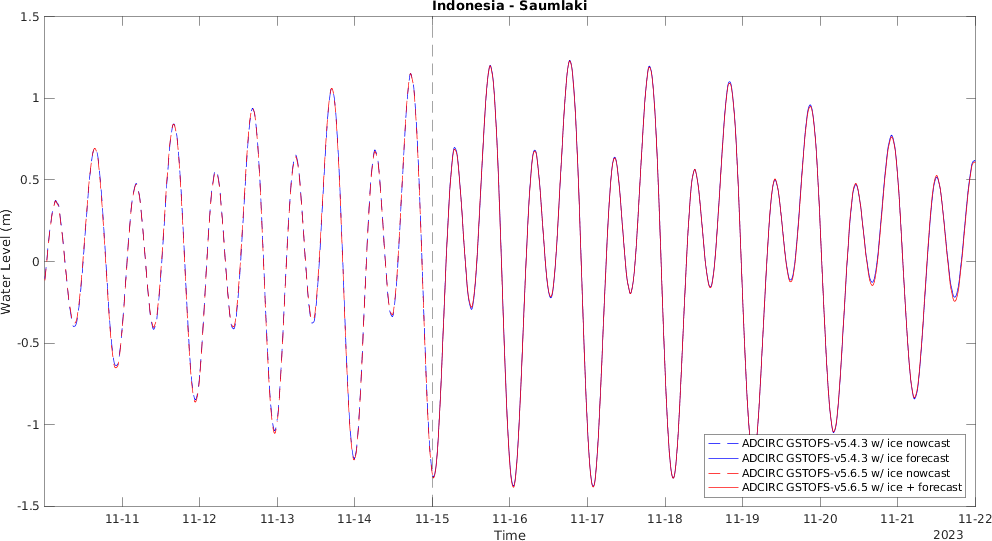 Indonesia - Saumlaki
1.5
1
0.5
0
-0.5
-1
-1.5
Water Level (m)
11-11
11-12
11-13
11-14
11-15
11-16
11-17
11-18
11-19
11-20
11-21
11-22
Time
2023
ADCIRC GSTOFS-v5.4.3 w/ ice nowcast
ADCIRC GSTOFS-v5.4.3 w/ ice forecast
ADCIRC GSTOFS-v5.6.5 w/ ice nowcast
ADCIRC GSTOFS-v5.6.5 w/ ice + forecast